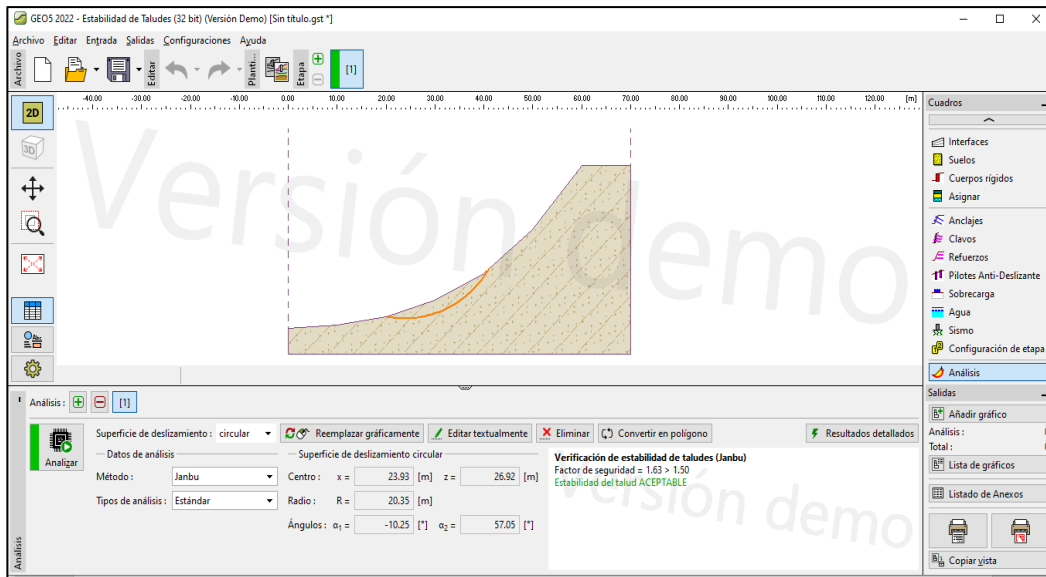 GEO5 2022 - Estabilidad de Taludes (32 bit) (Versión Demo) [Sin título.gst *]
Archivo Editar Entrada Salidas Configuraciones Ayuda
Archivo
Editar
Planti...
Etapa
[1]
2D
3D
-40.00 -30.00 -20.00 -10.00 0.00 10.00 20.00 30.00 40.00 50.00 60.00 70.00 80.00 90.00 100.00 110.00 120.00 [m]
Versión demo
Cuadros
Interfaces
Suelos
Cuerpos rígidos
Asignar
Anclajes
Clavos
Refuerzos
Pilotes Anti-Deslizante
Sobrecarga
Agua
Sismo
Configuración de etapa
Análisis
Salidas
Añadir gráfico
Análisis :
Total :
Lista de gráficos
Listado de Anexos
Copiar vista
Análisis : [1]
Analizar
Superficie de deslizamiento : circular
Reemplazar gráficamente
Editar textualmente
Eliminar
Convertir en polígono
Resultados detallados
Datos de análisis
Método : Janbu
Tipos de análisis : Estándar
Superficie de deslizamiento circular
Centro : x = 23.93 [m] z = 26.92 [m]
Radio : R = 20.35 [m]
Ángulos : α1 = -10.25 [°] α2 = 57.05 [°]
Verificación de estabilidad de taludes (Janbu)
Factor de seguridad = 1.63 > 1.50
Estabilidad del talud ACEPTABLE
Versión demo
Análisis